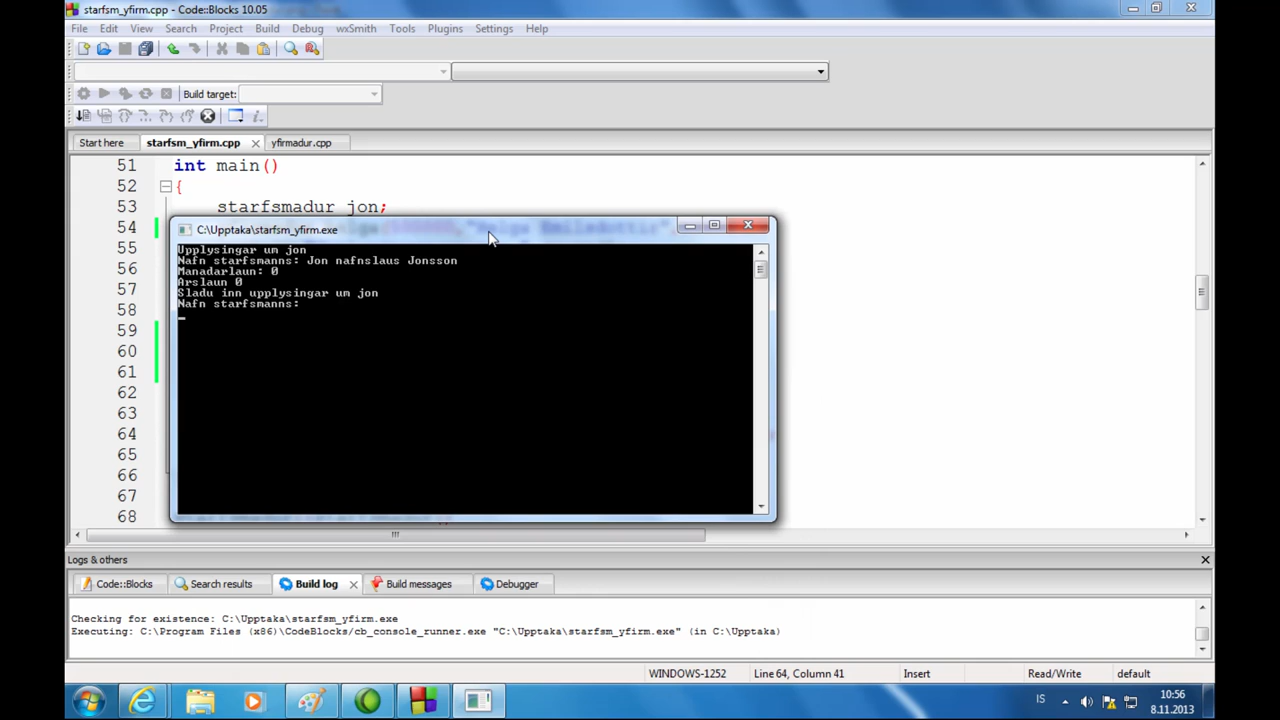 starfsm_yfirm.cpp - Code::Blocks 10.05
File Edit View Search Project Build Debug wxSmith Tools Plugins Settings Help
Build target:
Start here starfsm_yfirm.cpp yfirmadur.cpp
51 int main()
52 {
53 starfsmadur jon;
54
C:\Upptaka\starfsm_yfirm.exe
55
Upplysingar um jon
Nafn starfsmanns: Jon nafnslaus Jonsson
56
Manadarlaun: 0
Arslaun 0
57
Sladu inn upplysingar um jon
Nafn starfsmanns:
58
59
60
61
62
63
64
65
66
67
68
Logs & others
Code::Blocks Search results Build log Build messages Debugger
Checking for existence: C:\Upptaka\starfsm_yfirm.exe
Executing: C:\Program Files (x86)\CodeBlocks/cb_console_runner.exe "C:\Upptaka\starfsm_yfirm.exe" (in C:\Upptaka)
WINDOWS-1252 Line 64, Column 41 Insert Read/Write default
IS 10:56
8.11.2013